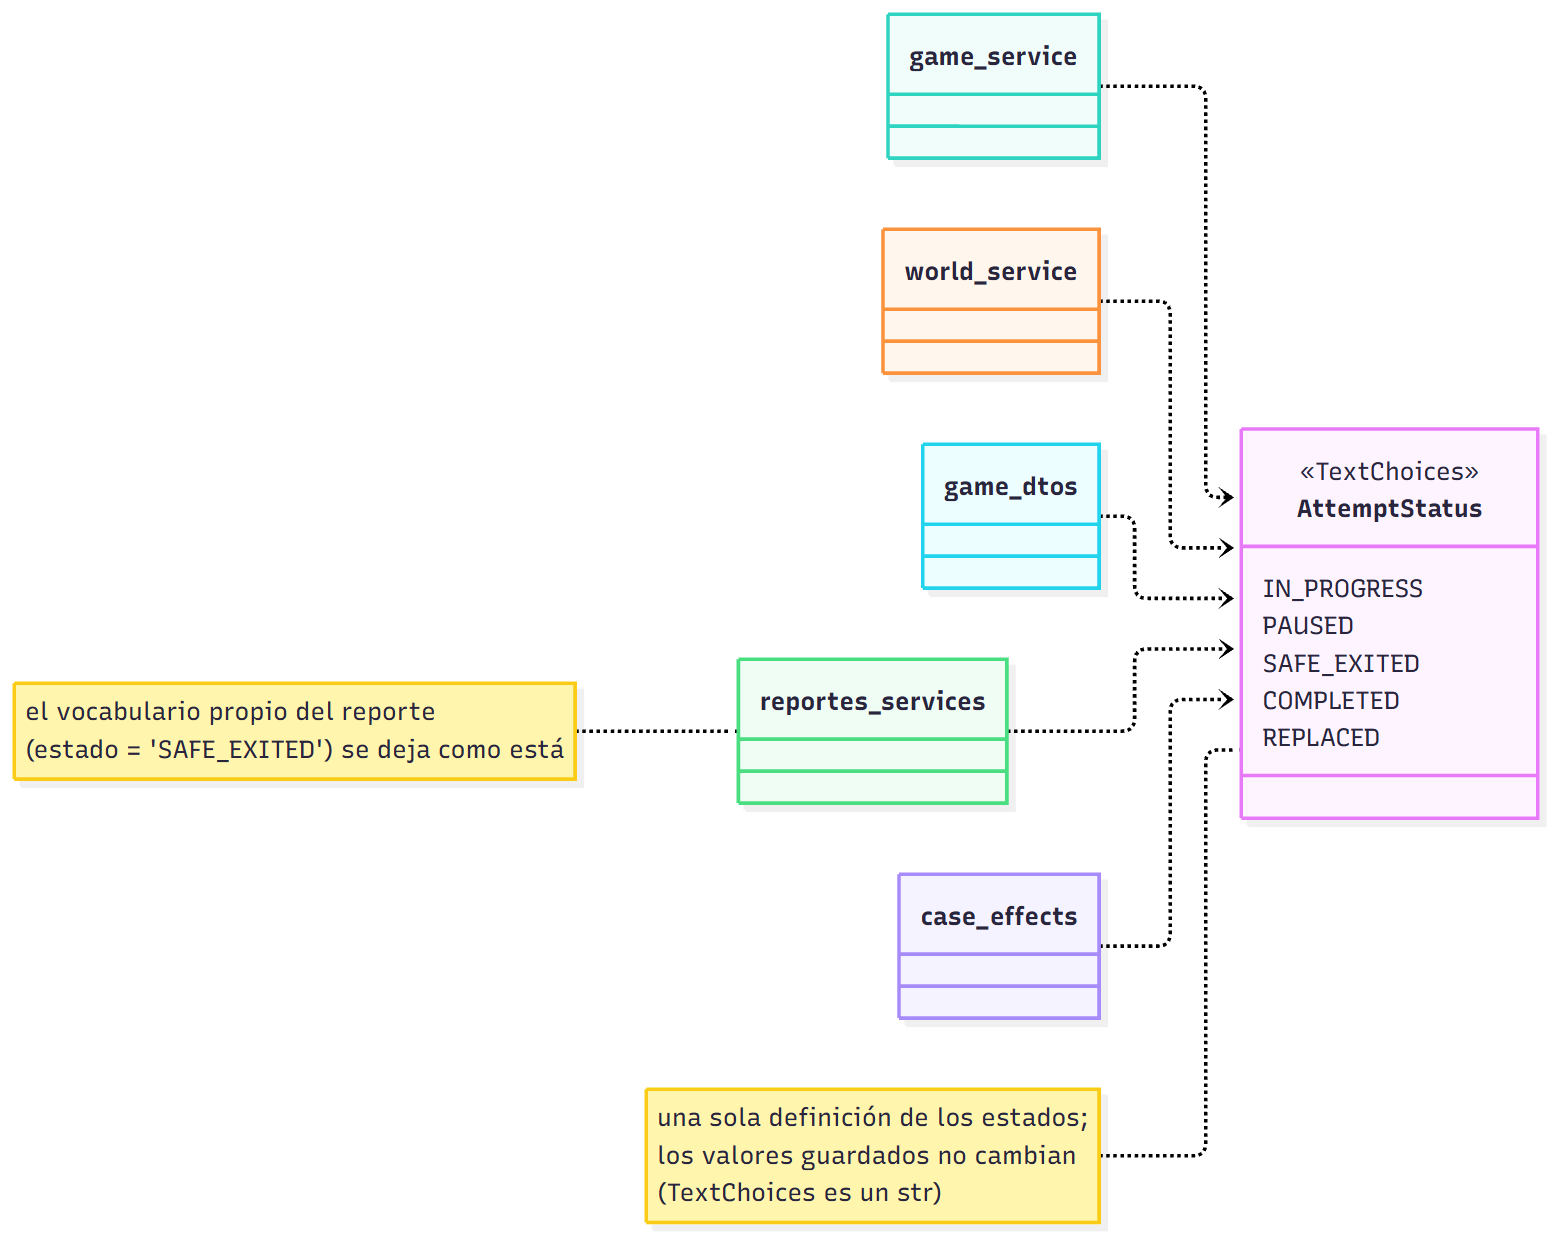 game_service
world_service
game_dtos
«TextChoices»
AttemptStatus
IN_PROGRESS
PAUSED
SAFE_EXITED
COMPLETED
REPLACED
reportes_services
el vocabulario propio del reporte
(estado = 'SAFE_EXITED') se deja como está
case_effects
una sola definición de los estados;
los valores guardados no cambian
(TextChoices es un str)